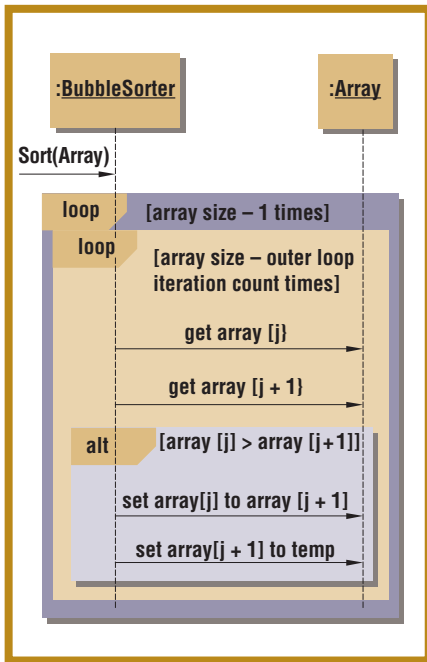 :BubbleSorter
:Array
Sort(Array)
loop
[array size – 1 times]
loop
[array size – outer loop
iteration count times]
get array [j}
get array [j + 1}
alt
[array [j] > array [j+1]]
set array[j] to array [j + 1]
set array[j + 1] to temp